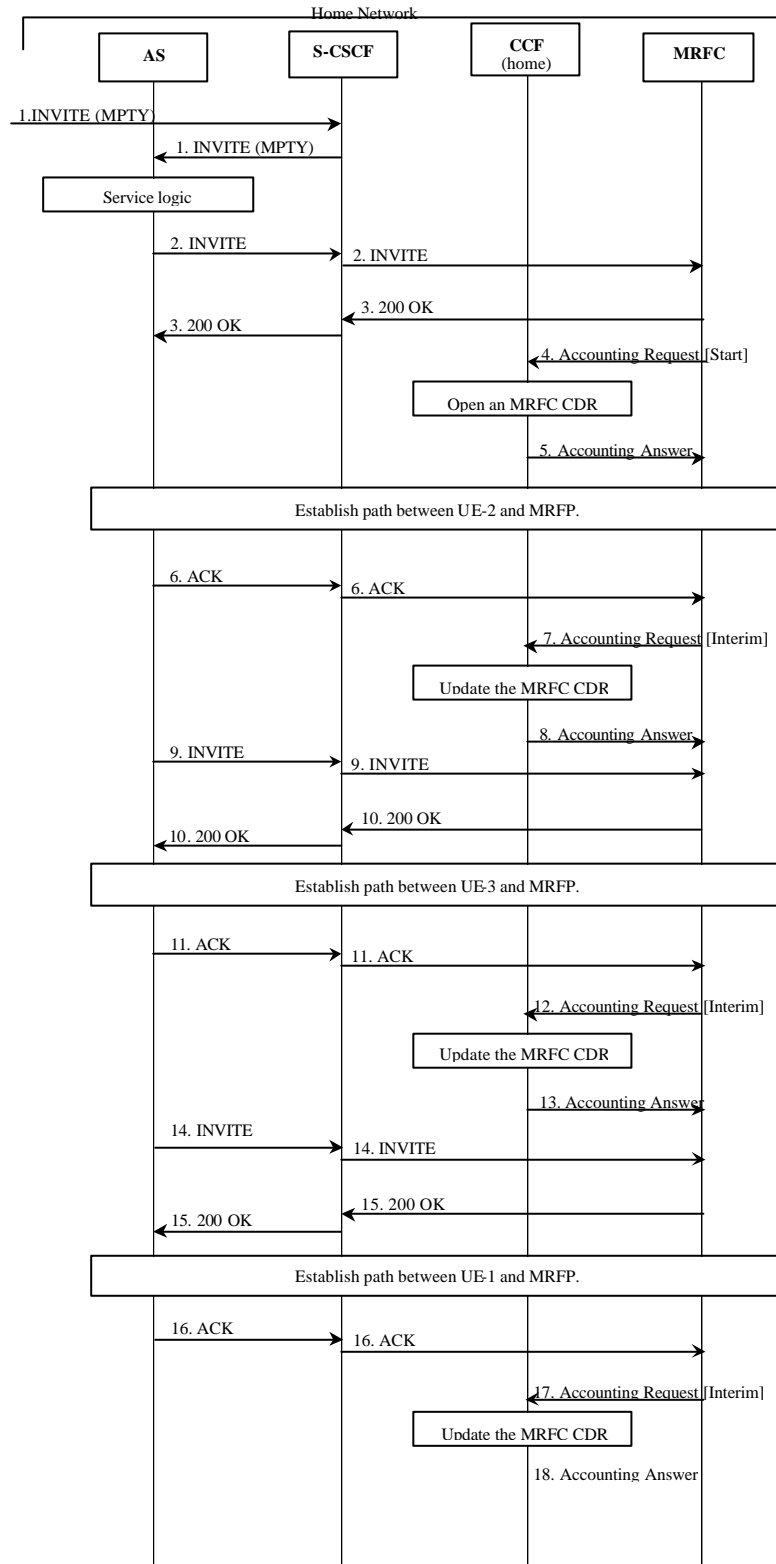 Home Network
AS
S-CSCF
CCF
(home)
MRFC
1.INVITE (MPTY)
1. INVITE (MPTY)
Service logic
2. INVITE
2. INVITE
3. 200 OK
3. 200 OK
4. Accounting Request [Start]
Open an MRFC CDR
5. Accounting Answer
Establish path between UE-2 and MRFP.
6. ACK
6. ACK
7. Accounting Request [Interim]
Update the MRFC CDR
8. Accounting Answer
9. INVITE
9. INVITE
10. 200 OK
10. 200 OK
Establish path between UE-3 and MRFP.
11. ACK
11. ACK
12. Accounting Request [Interim]
Update the MRFC CDR
13. Accounting Answer
14. INVITE
14. INVITE
15. 200 OK
15. 200 OK
Establish path between UE-1 and MRFP.
16. ACK
16. ACK
17. Accounting Request [Interim]
Update the MRFC CDR
18. Accounting Answer